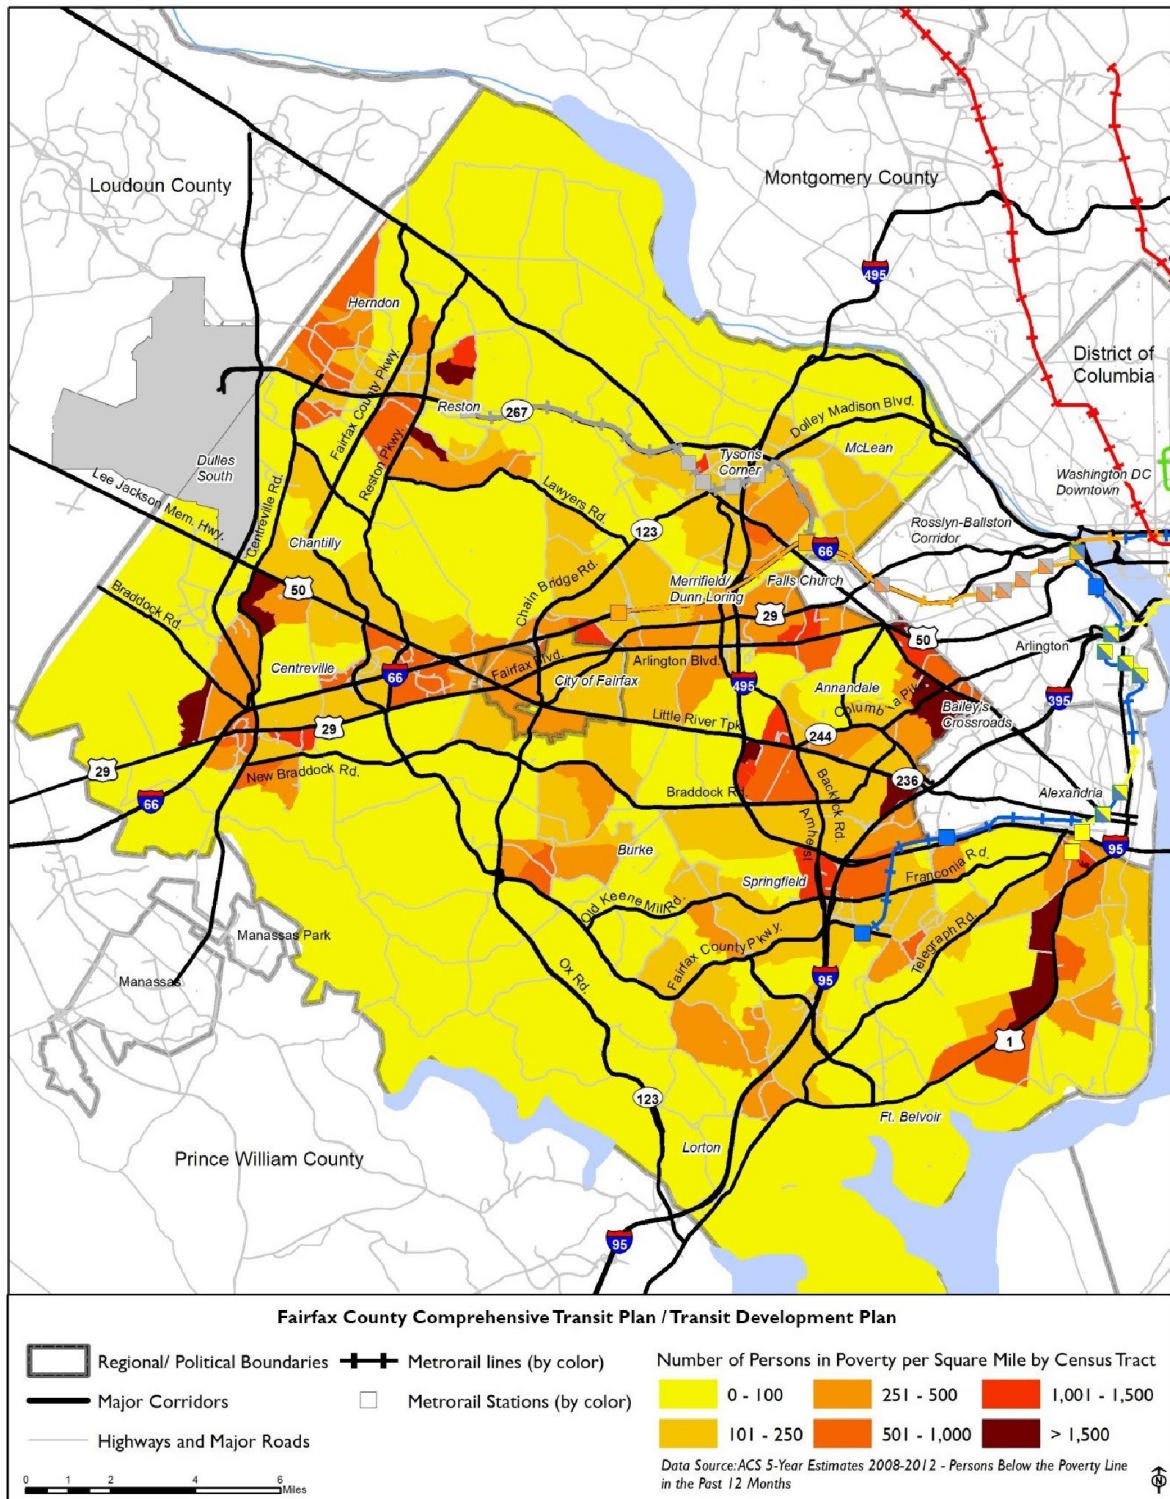 Loudoun County
Montgomery County
495
Herndon
District of
Columbia
Fairfax County Pkwy.
Reston
267
Dolley Madison Blvd.
McLean
Tysons
Corner
Dulles
South
Reston Pkwy.
Washington DC
Downtown
Lee Jackson Mem. Hwy.
Centreville Rd.
Lawyers Rd.
123
Rosslyn-Ballston
Corridor
Chantilly
66
Chain Bridge Rd.
Merrifield/
Dunn Loring
Falls Church
Braddock Rd.
50
29
50
Arlington
Centreville
66
Fairfax Blvd.
City of Fairfax
Arlington Blvd.
495
Annandale
Columbia Pike
395
Bailey's
Crossroads
29
Little River Tpk.
244
29
New Braddock Rd.
236
66
Braddock Rd.
Backlick Rd.
Alexandria
Amherst
95
Burke
Springfield
Franconia Rd.
Old Keene Mill Rd.
Manassas Park
Fairfax County Pkwy.
Telegraph Rd.
Manassas
Ox Rd.
95
1
123
Ft. Belvoir
Lorton
Prince William County
95
Fairfax County Comprehensive Transit Plan / Transit Development Plan
Regional/ Political Boundaries
Metrorail lines (by color)
Major Corridors
Metrorail Stations (by color)
Highways and Major Roads
0 1 2 4 6
Miles
Number of Persons in Poverty per Square Mile by Census Tract
0 - 100
251 - 500
1,001 - 1,500
101 - 250
501 - 1,000
> 1,500
Data Source:ACS 5-Year Estimates 2008-2012 - Persons Below the Poverty Line
in the Past 12 Months
N